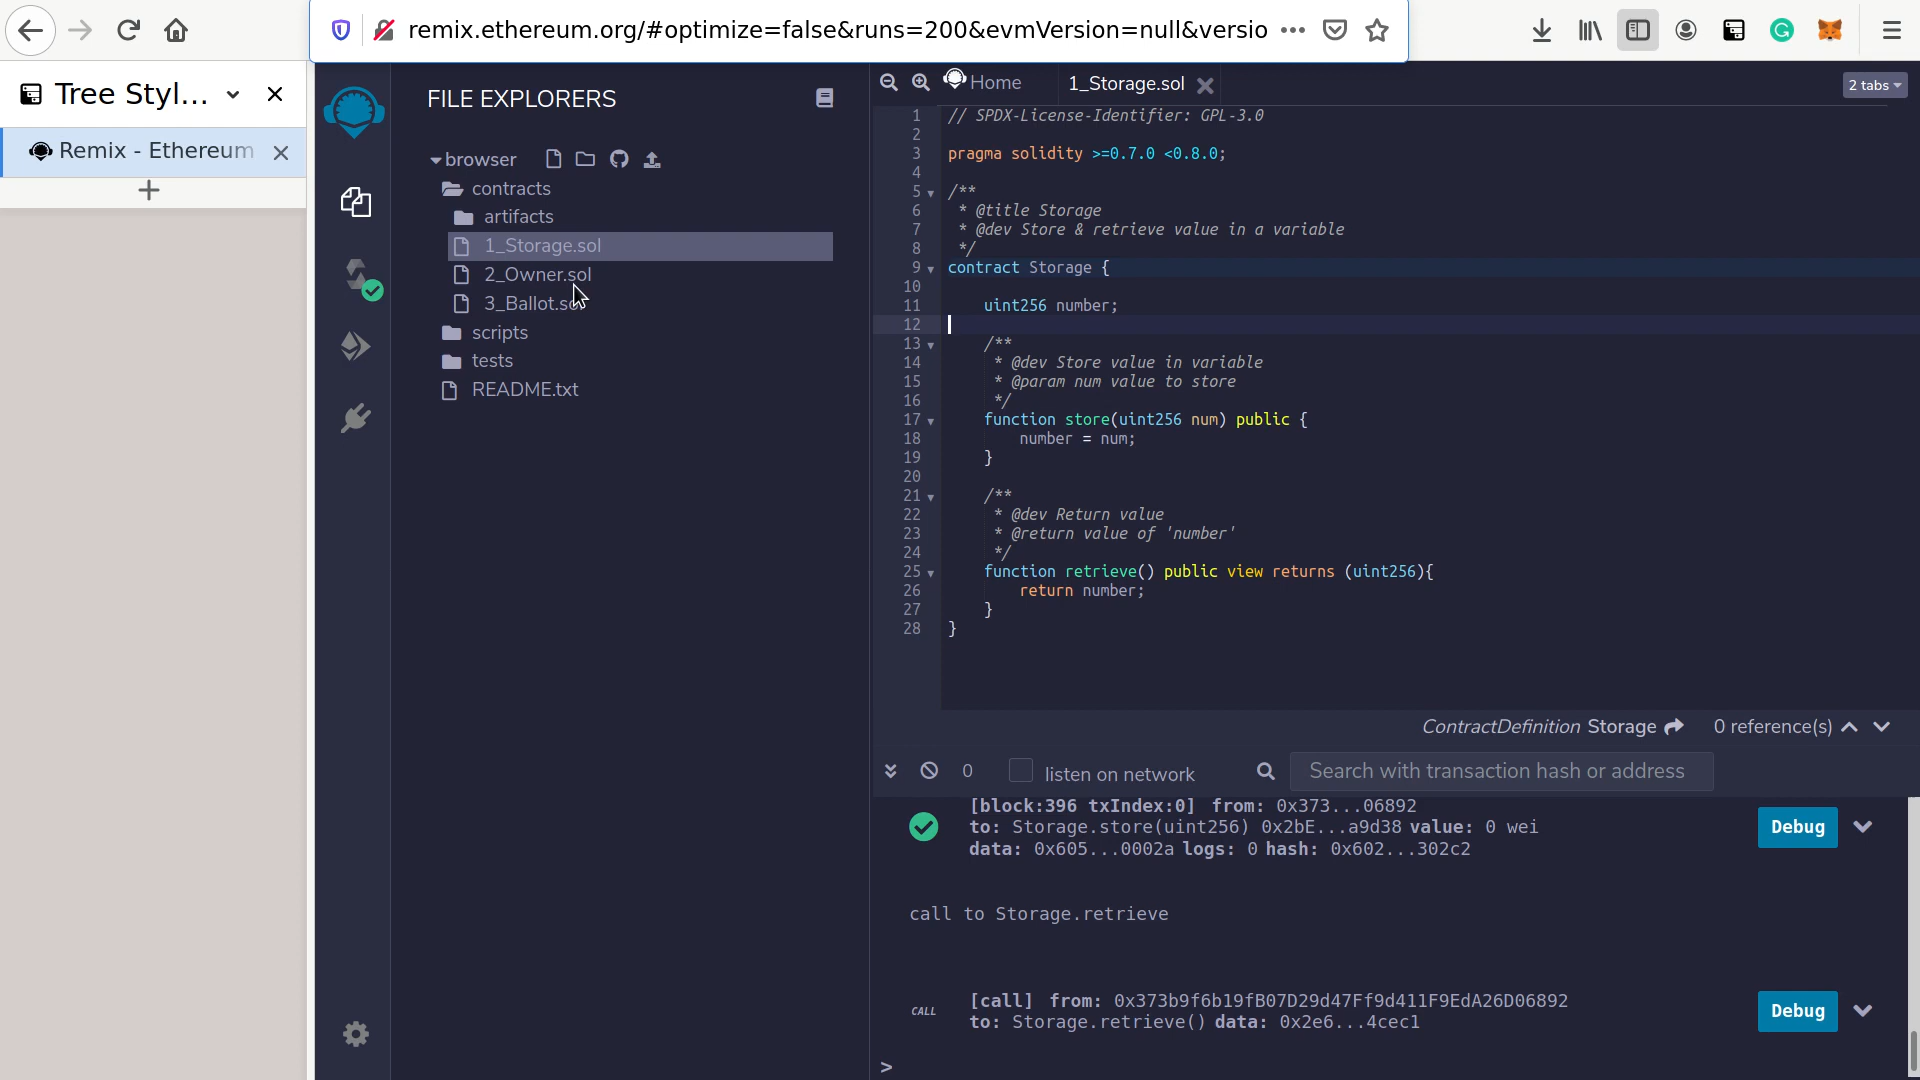 remix.ethereum.org/#optimize=false&runs=200&evmVersion=null&versio
Tree Styl...
Remix - Ethereum
FILE EXPLORERS
browser
contracts
artifacts
1_Storage.sol
2_Owner.sol
3_Ballot.sol
scripts
tests
README.txt
Home
1_Storage.sol
2 tabs
1 // SPDX-License-Identifier: GPL-3.0
2
3 pragma solidity >=0.7.0 <0.8.0;
4
5 /**
6 * @title Storage
7 * @dev Store & retrieve value in a variable
8 */
9 contract Storage {
10
11 uint256 number;
12
13 /**
14 * @dev Store value in variable
15 * @param num value to store
16 */
17 function store(uint256 num) public {
18 number = num;
19 }
20
21 /**
22 * @dev Return value
23 * @return value of 'number'
24 */
25 function retrieve() public view returns (uint256){
26 return number;
27 }
28 }
ContractDefinition Storage 0 reference(s)
0 listen on network Search with transaction hash or address
[block:396 txIndex:0] from: 0x373...06892
to: Storage.store(uint256) 0x2bE...a9d38 value: 0 wei
data: 0x605...0002a logs: 0 hash: 0x602...302c2
Debug
call to Storage.retrieve
CALL
[call] from: 0x373b9f6b19fB07D29d47Ff9d411F9EdA26D06892
to: Storage.retrieve() data: 0x2e6...4cec1
Debug
>